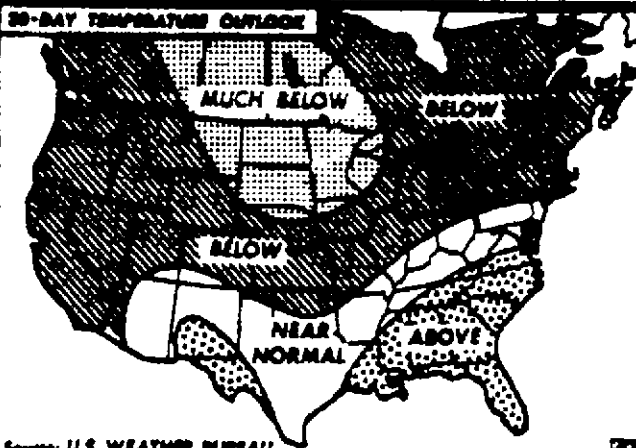 30-DAY TEMPERATURE OUTLOOK
MUCH BELOW
BELOW
BELOW
NEAR
NORMAL
ABOVE
Source: U.S. WEATHER BUREAU